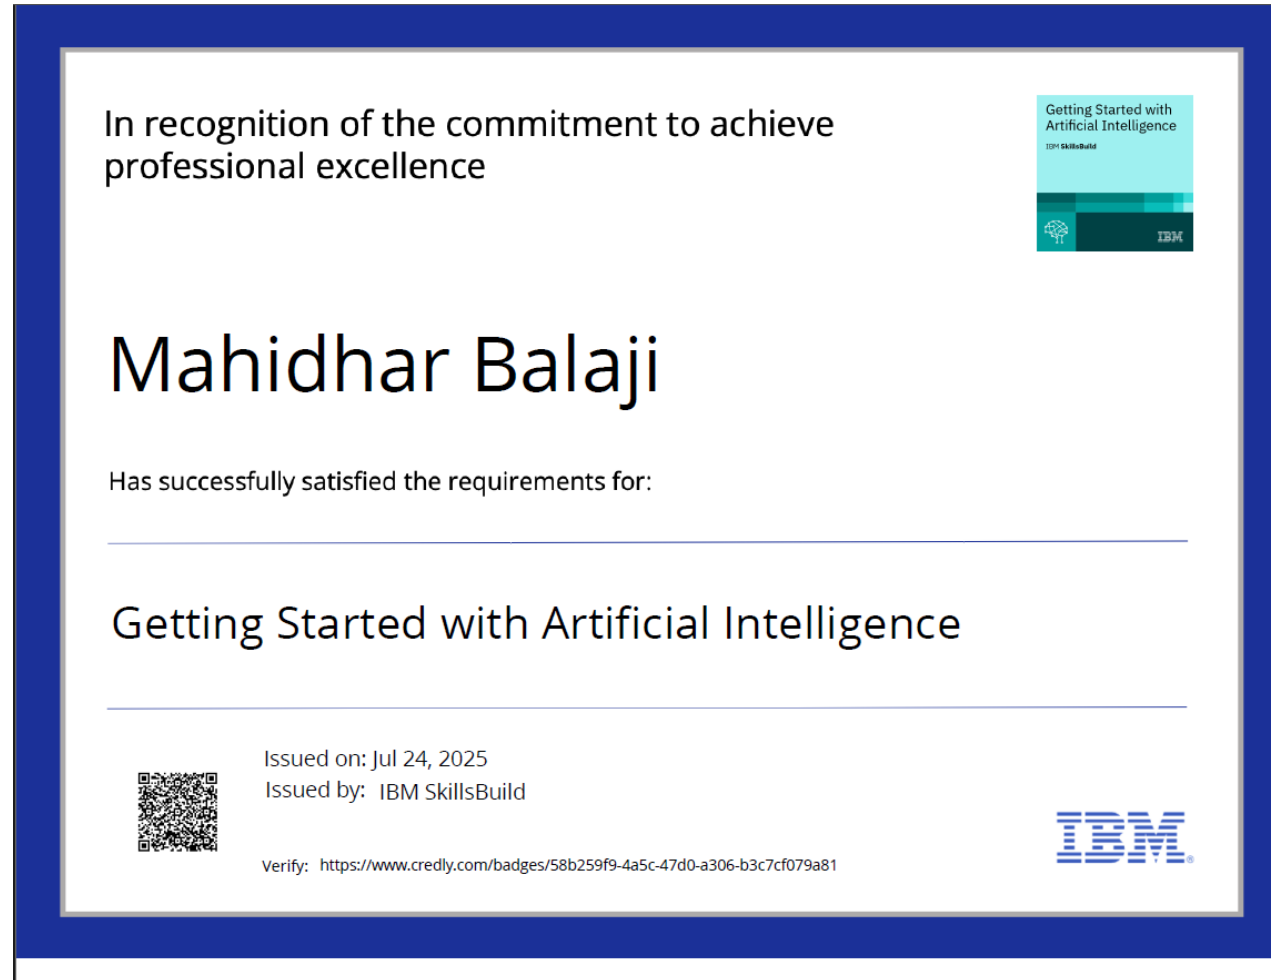 In recognition of the commitment to achieve
professional excellence
Getting Started with
Artificial Intelligence
IBM SkillsBuild
IBM
Mahidhar Balaji
Has successfully satisfied the requirements for:
Getting Started with Artificial Intelligence
Issued on: Jul 24, 2025
Issued by: IBM SkillsBuild
Verify: https://www.credly.com/badges/58b259f9-4a5c-47d0-a306-b3c7cf079a81
IBM®